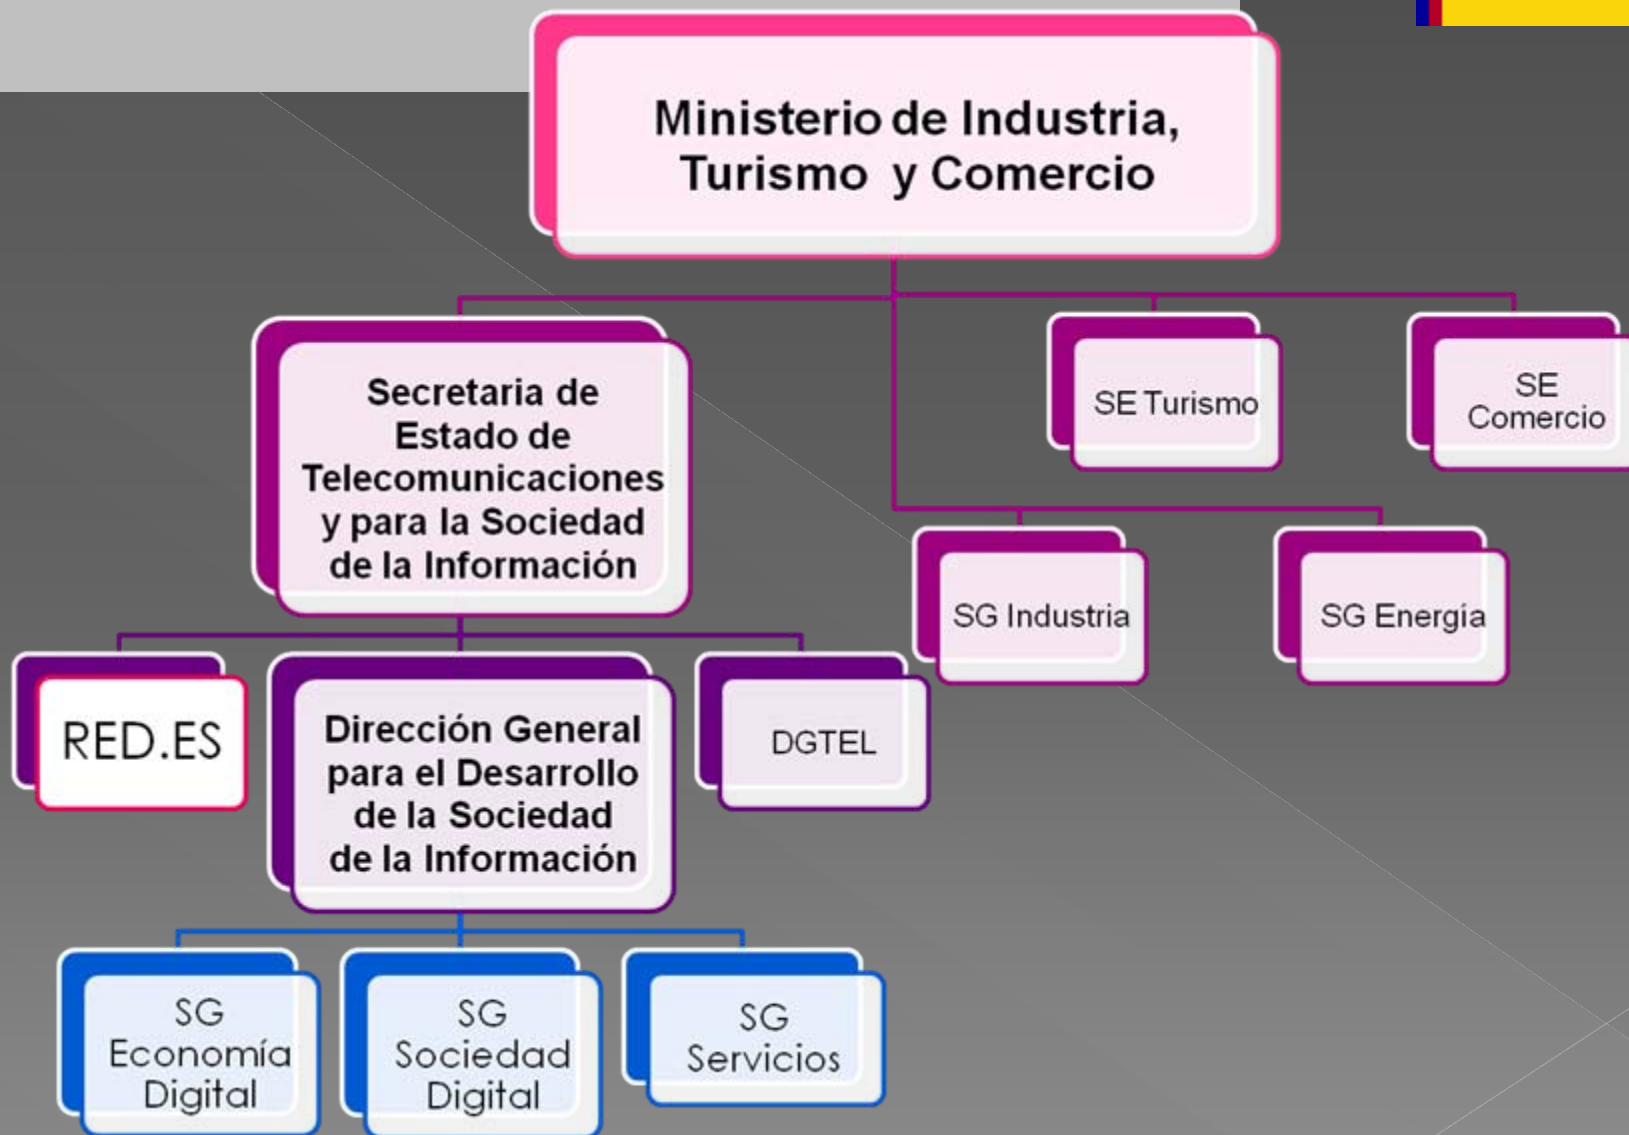 Ministerio de Industria,
Turismo y Comercio
Secretaria de
Estado de
Telecomunicaciones
y para la Sociedad
de la Información
SE Turismo
SE
Comercio
SG Industria
SG Energía
RED.ES
Dirección General
para el Desarrollo
de la Sociedad
de la Información
DGTEL
SG
Economía
Digital
SG
Sociedad
Digital
SG
Servicios